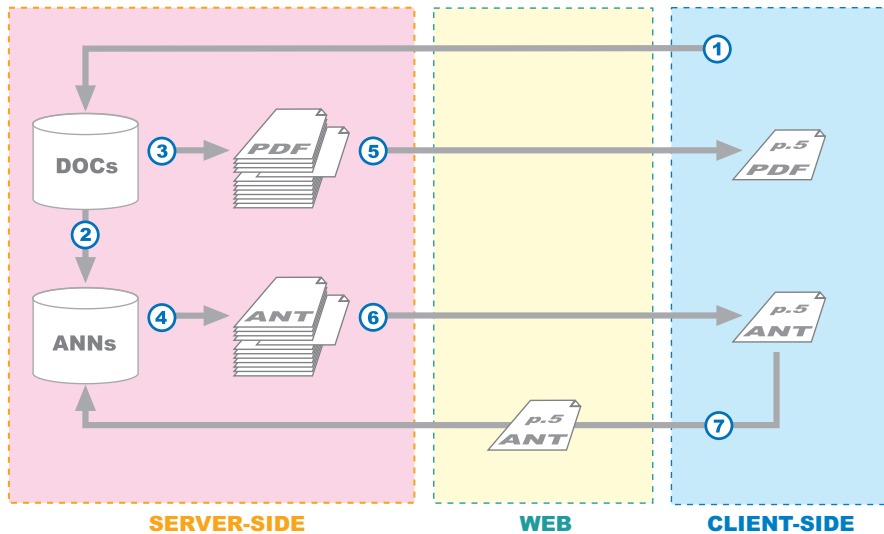 1
DOCs
3
PDF
5
p.5
PDF
2
ANNs
4
ANT
6
p.5
ANT
p.5
ANT
7
SERVER-SIDE
WEB
CLIENT-SIDE